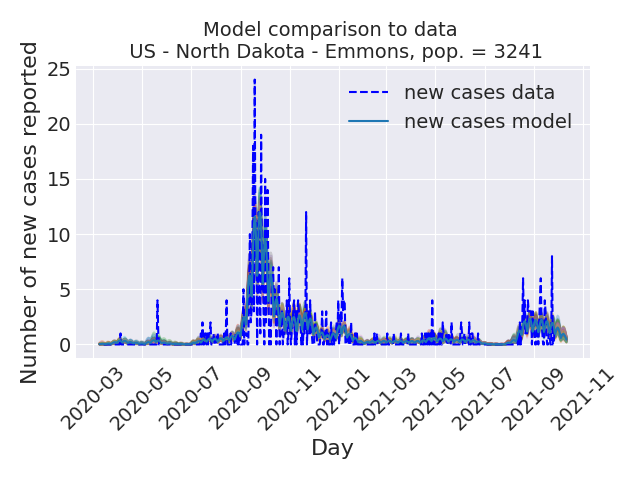 Model comparison to data
US - North Dakota - Emmons, pop. = 3241
Number of new cases reported
25
20
15
10
5
0
new cases data
new cases model
2020-03
2020-05
2020-07
2020-09
2020-11
2021-01
2021-03
2021-05
2021-07
2021-09
2021-11
Day